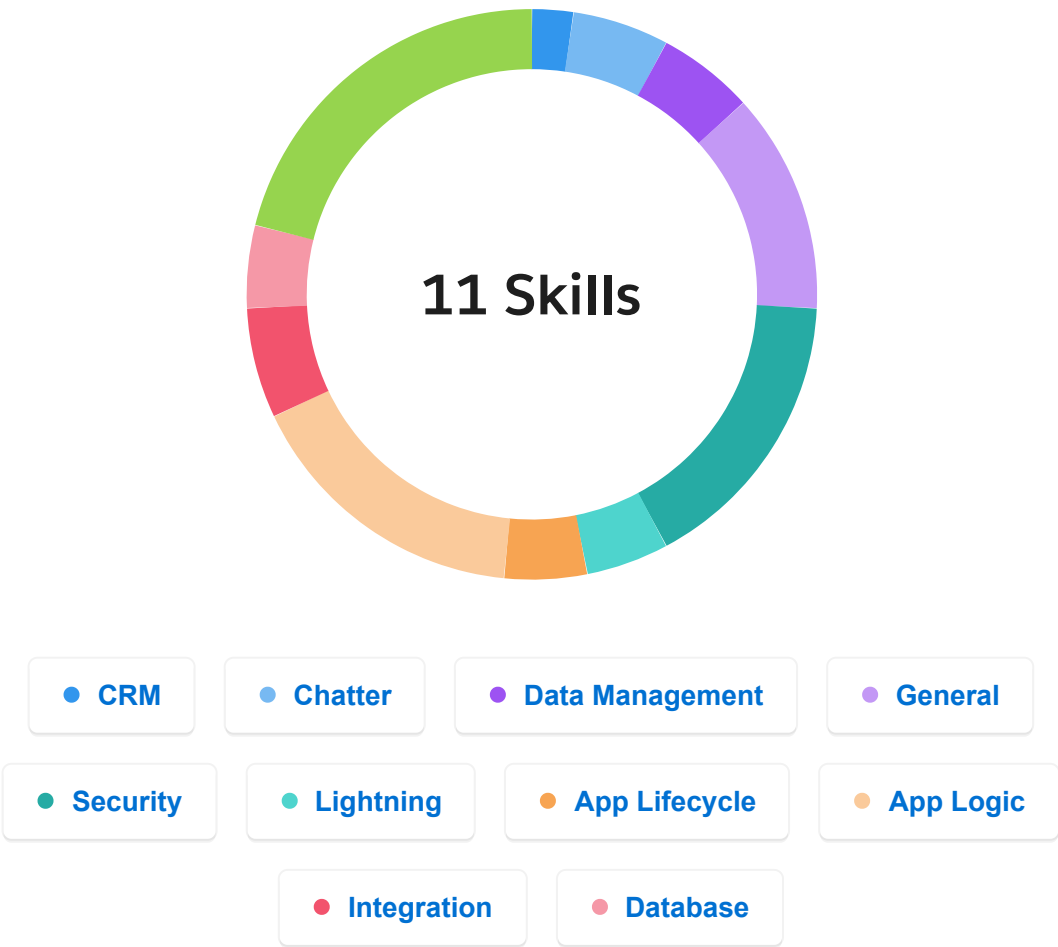 11 Skills
CRM Chatter Data Management General
Security Lightning App Lifecycle App Logic
Integration Database